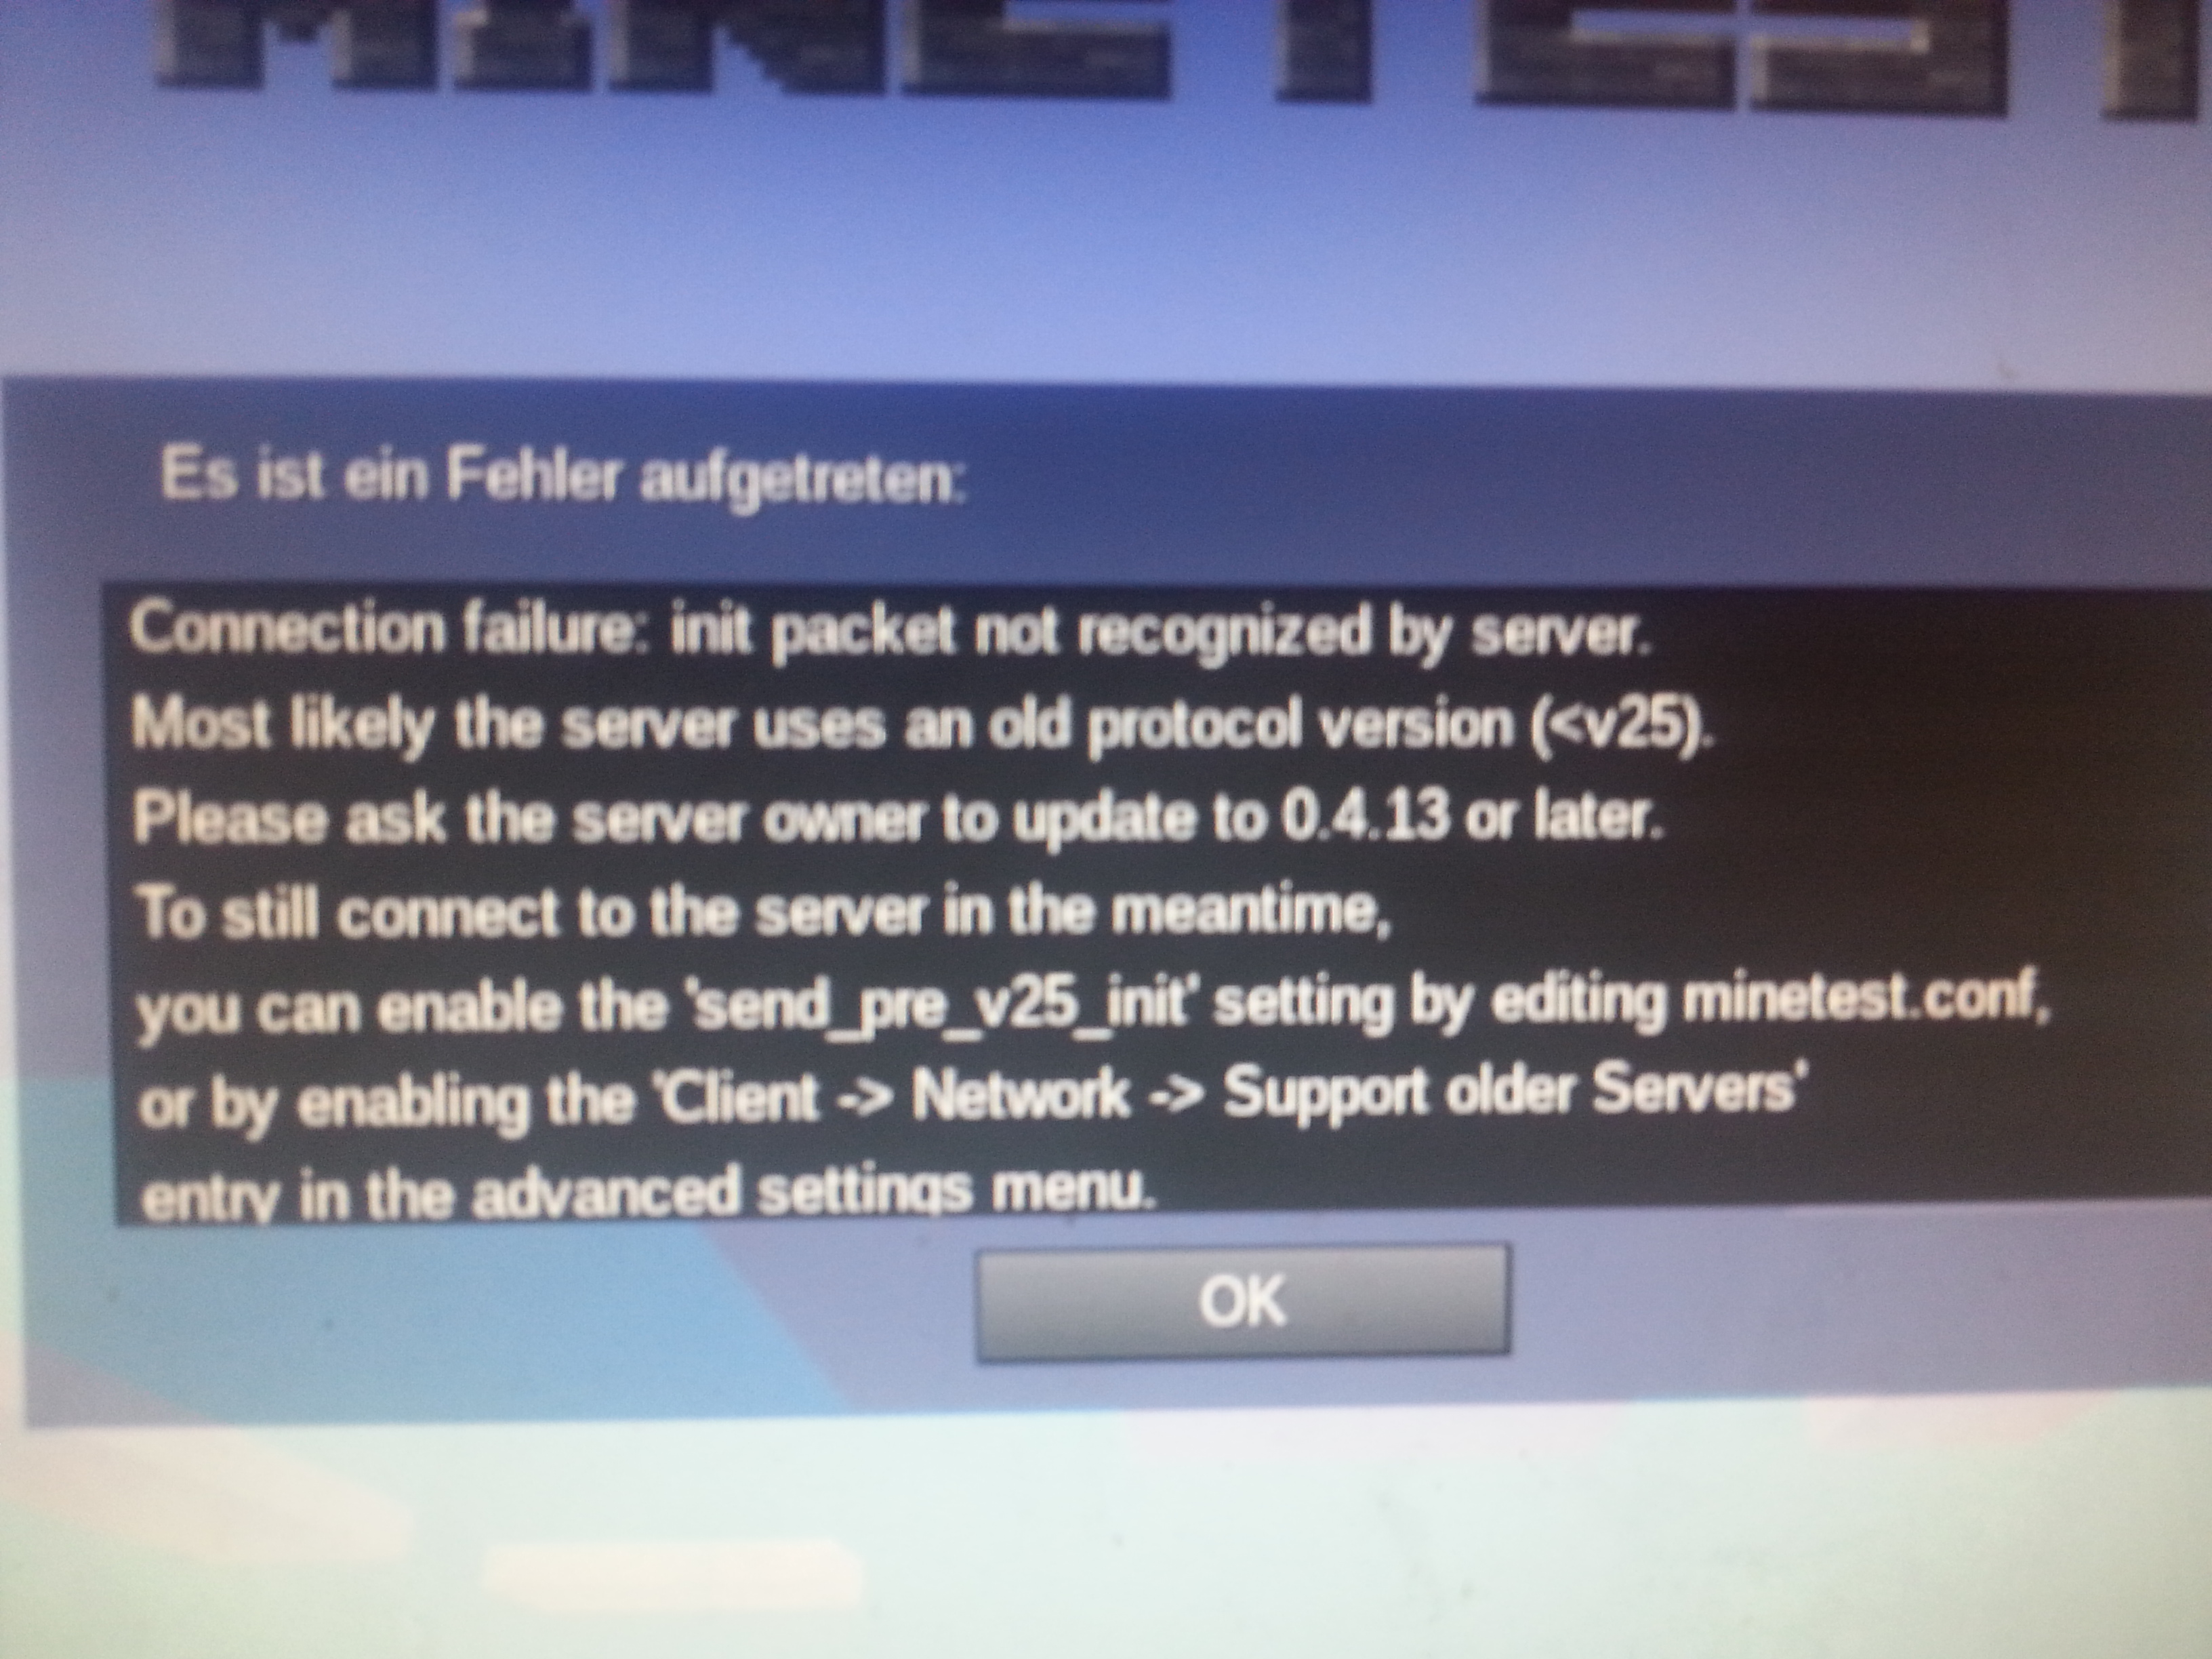 MINETEST
Es ist ein Fehler aufgetreten:
Connection failure: init packet not recognized by server.
Most likely the server uses an old protocol version (<v25).
Please ask the server owner to update to 0.4.13 or later.
To still connect to the server in the meantime,
you can enable the 'send_pre_v25_init' setting by editing minetest.conf,
or by enabling the 'Client -> Network -> Support older Servers'
entry in the advanced settings menu.
OK